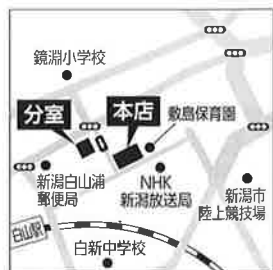 鏡淵小学校
分室
本店
敷島保育園
新潟白山浦
郵便局
NHK
新潟放送局
新潟市
陸上競技場
白山駅
白新中学校